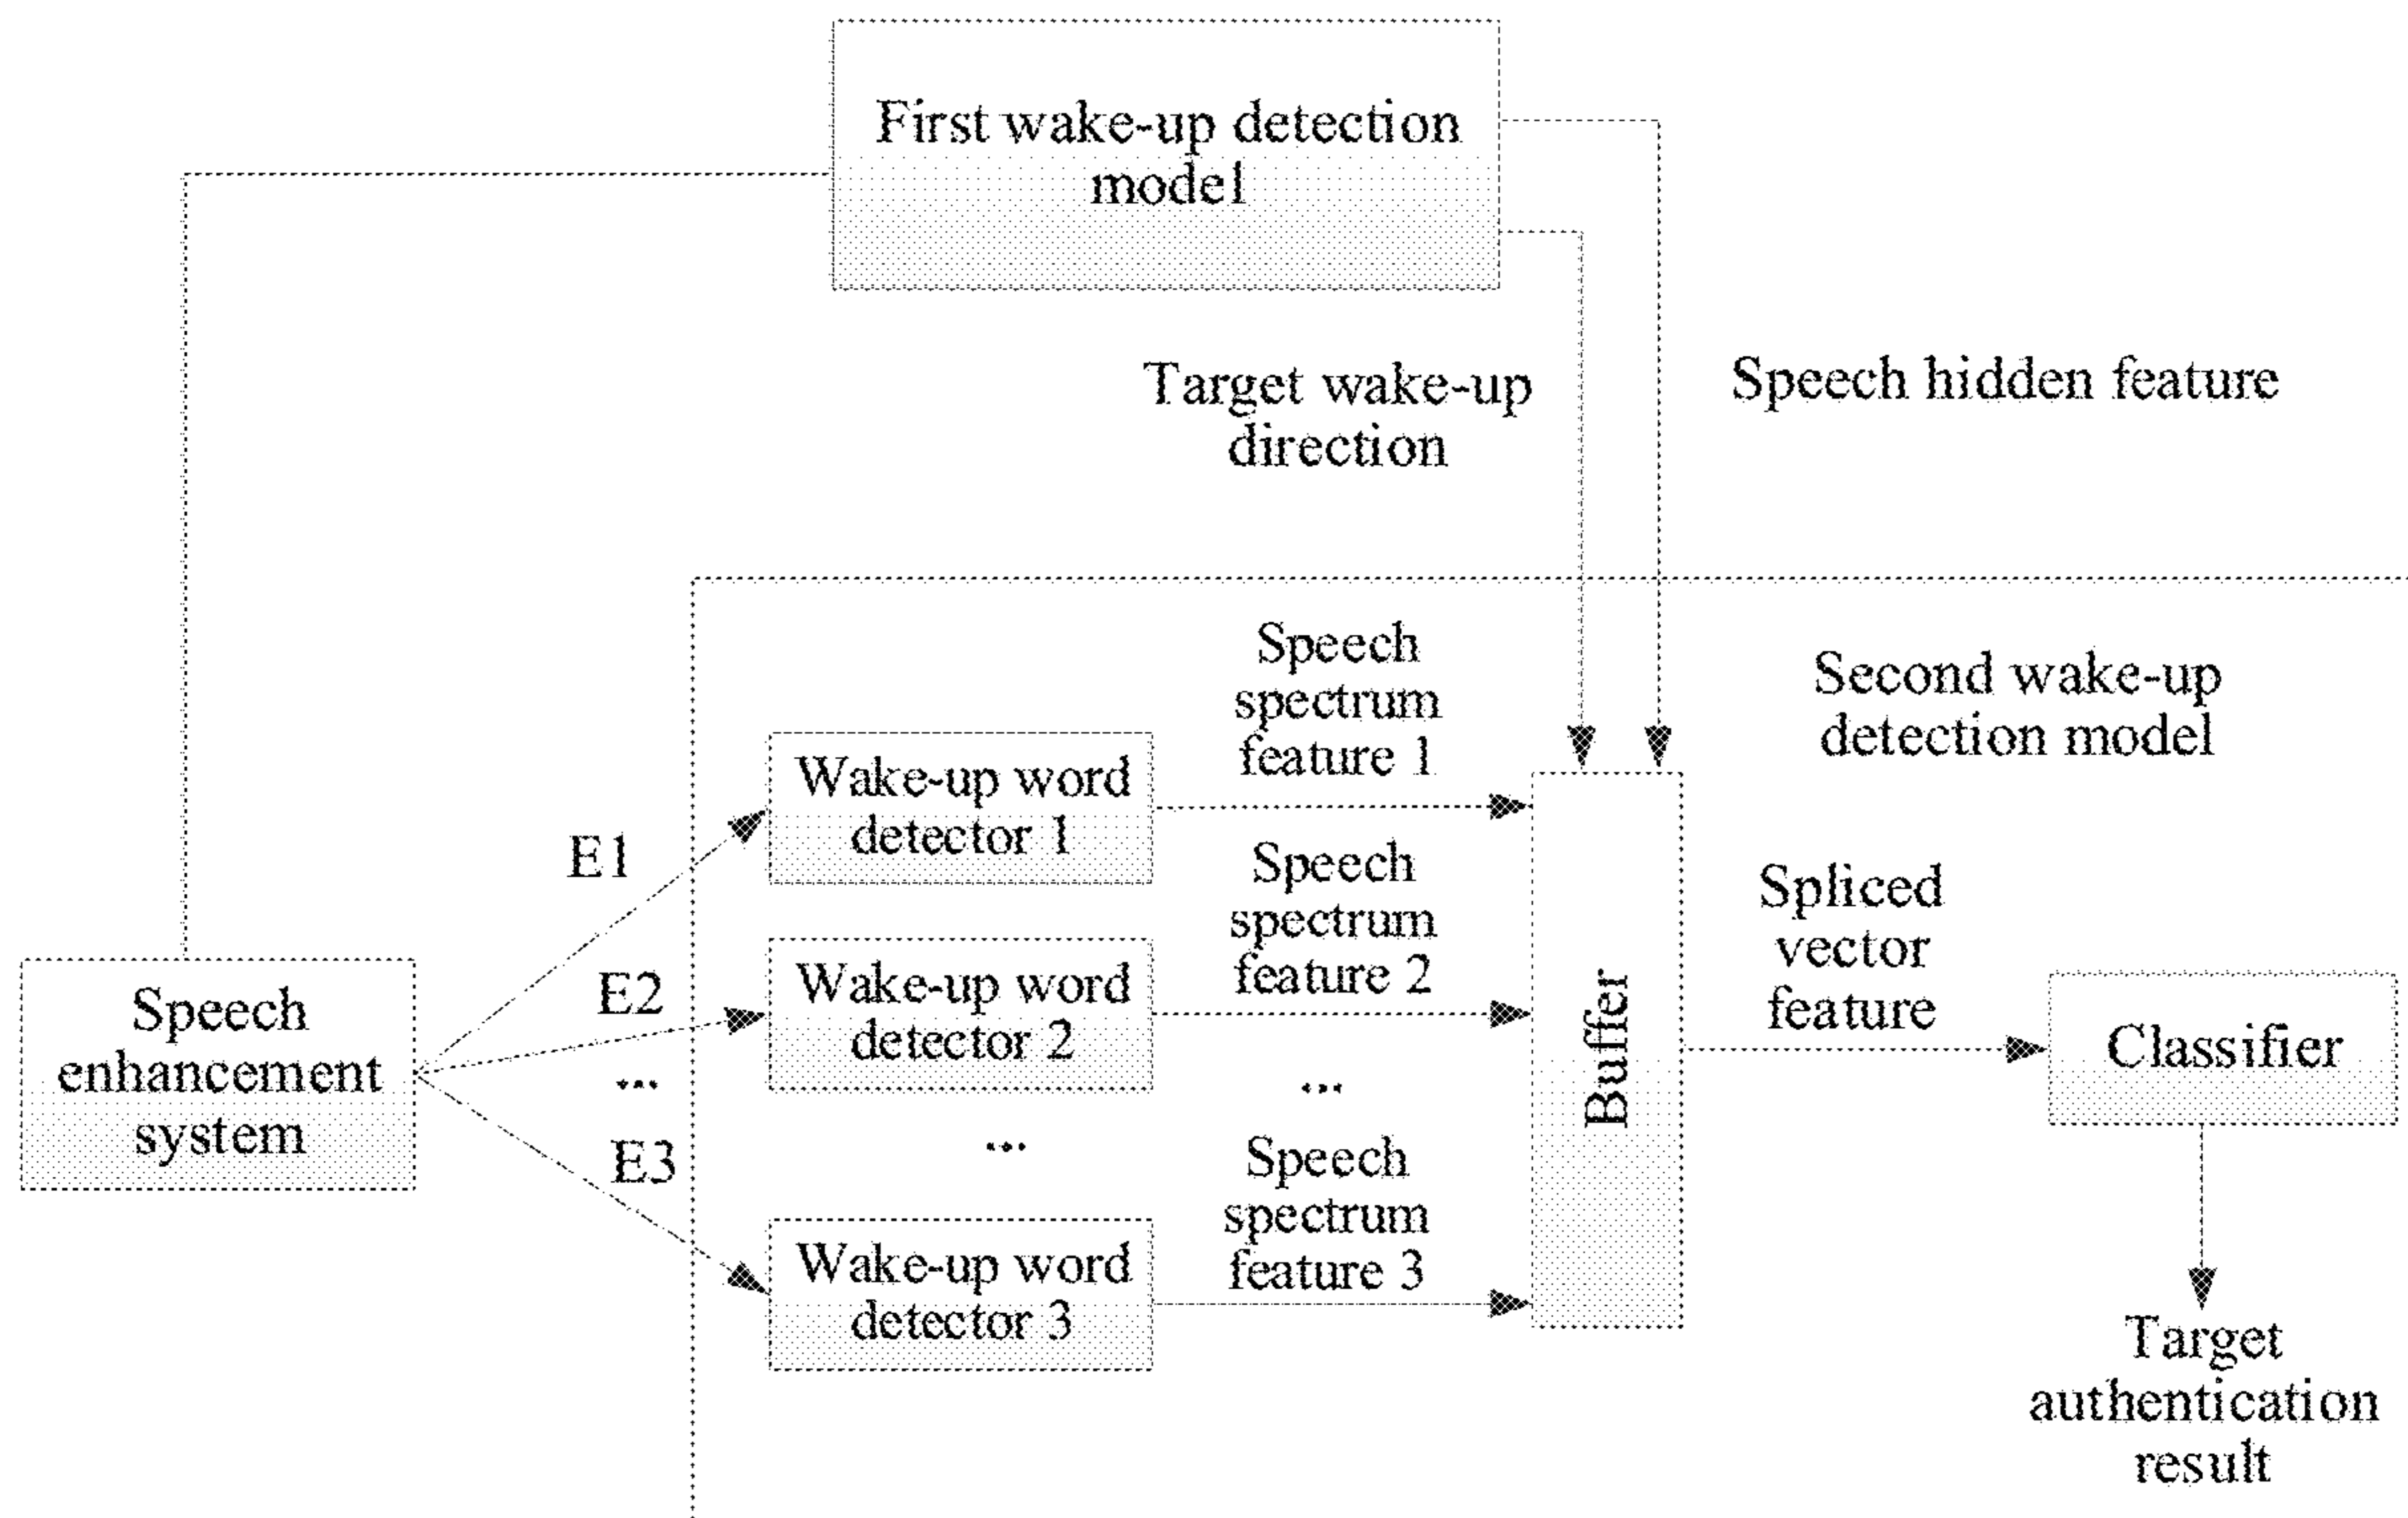 First wake-up detection
model
Target wake-up
direction
Speech hidden feature
Second wake-up
detection model
Speech
enhancement
system
E1
E2
...
E3
Wake-up word
detector 1
Wake-up word
detector 2
...
Wake-up word
detector 3
Speech
spectrum
feature 1
Speech
spectrum
feature 2
...
Speech
spectrum
feature 3
Buffer
Spliced
vector
feature
Classifier
Target
authentication
result